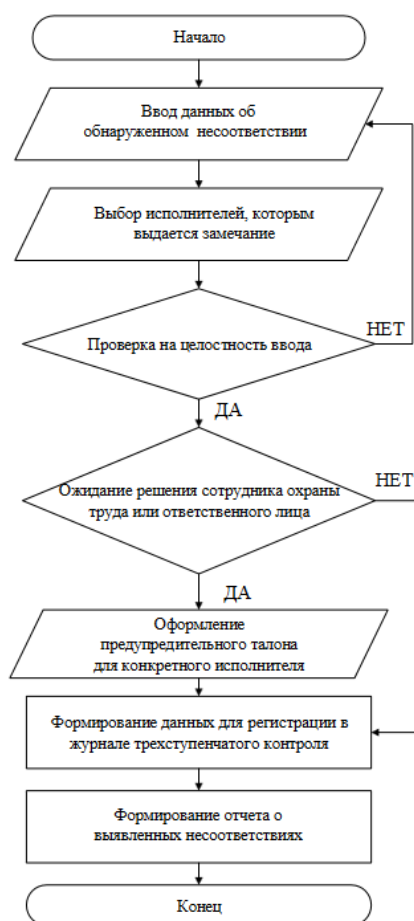 Начало
Ввод данных об
обнаруженном несоответствии
Выбор исполнителей, которым
выдается замечание
Проверка на целостность ввода
НЕТ
ДА
Ожидание решения сотрудника охраны
труда или ответственного лица
НЕТ
ДА
Оформление
предупредительного талона
для конкретного исполнителя
Формирование данных для регистрации в
журнале трехступенчатого контроля
Формирование отчета о
выявленных несоответствиях
Конец